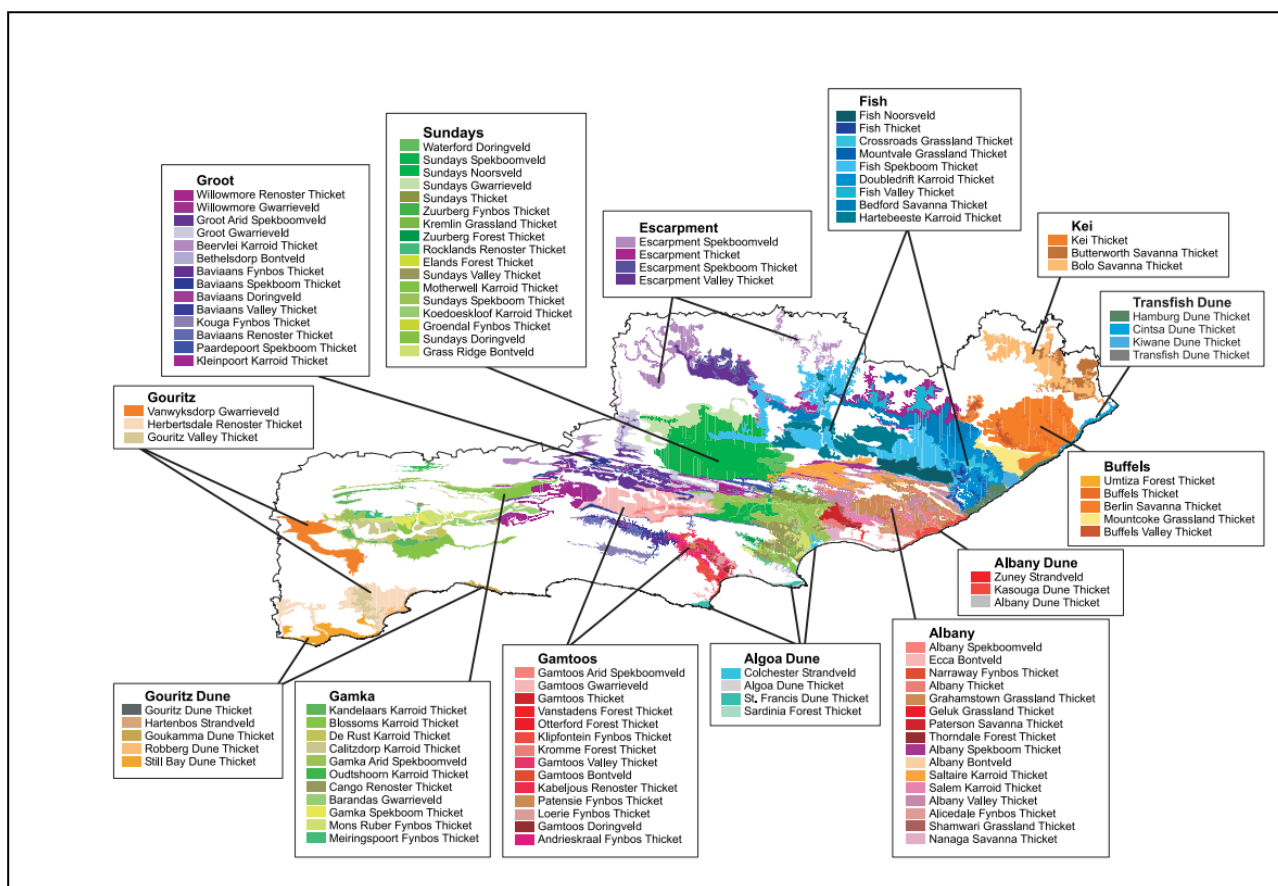 Fish
Fish Noorsveld
Fish Thicket
Crossroads Grassland Thicket
Mountvale Grassland Thicket
Fish Spekboom Thicket
Doubledrift Karroid Thicket
Fish Valley Thicket
Bedford Savanna Thicket
Hartebeeste Karroid Thicket
Sundays
Waterford Doringveld
Sundays Spekboomveld
Sundays Noorsveld
Sundays Gwarrieveld
Sundays Thicket
Zuurberg Fynbos Thicket
Kremlin Grassland Thicket
Zuurberg Forest Thicket
Rocklands Renoster Thicket
Elands Forest Thicket
Sundays Valley Thicket
Motherwell Karroid Thicket
Sundays Spekboom Thicket
Koedoeskloof Karroid Thicket
Groendal Fynbos Thicket
Sundays Doringveld
Grass Ridge Bontveld
Groot
Willowmore Renoster Thicket
Willowmore Gwarrieveld
Groot Arid Spekboomveld
Groot Gwarrieveld
Beervlei Karroid Thicket
Bethelsdorp Bontveld
Baviaans Fynbos Thicket
Baviaans Spekboom Thicket
Baviaans Doringveld
Baviaans Valley Thicket
Kouga Fynbos Thicket
Baviaans Renoster Thicket
Paardepoort Spekboom Thicket
Kleinpoort Karroid Thicket
Escarpment
Escarpment Spekboomveld
Escarpment Thicket
Escarpment Spekboom Thicket
Escarpment Valley Thicket
Kei
Kei Thicket
Butterworth Savanna Thicket
Bolo Savanna Thicket
Transfish Dune
Hamburg Dune Thicket
Cintsa Dune Thicket
Kiwane Dune Thicket
Transfish Dune Thicket
Gouritz
Vanwyksdorp Gwarrieveld
Herbertsdale Renoster Thicket
Gouritz Valley Thicket
Buffels
Umtiza Forest Thicket
Buffels Thicket
Berlin Savanna Thicket
Mountcoke Grassland Thicket
Buffels Valley Thicket
Albany Dune
Zuney Strandveld
Kasouga Dune Thicket
Albany Dune Thicket
Gouritz Dune
Gouritz Dune Thicket
Hartenbos Strandveld
Goukamma Dune Thicket
Robberg Dune Thicket
Still Bay Dune Thicket
Gamka
Kandelaars Karroid Thicket
Blossoms Karroid Thicket
De Rust Karroid Thicket
Calitzdorp Karroid Thicket
Gamka Arid Spekboomveld
Oudtshoorn Karroid Thicket
Cango Renoster Thicket
Barandas Gwarrieveld
Gamka Spekboom Thicket
Mons Ruber Fynbos Thicket
Meiringspoort Fynbos Thicket
Gamtoos
Gamtoos Arid Spekboomveld
Gamtoos Gwarrieveld
Gamtoos Thicket
Vanstadens Forest Thicket
Otterford Forest Thicket
Klipfontein Fynbos Thicket
Kromme Forest Thicket
Gamtoos Valley Thicket
Gamtoos Bontveld
Kabeljous Renoster Thicket
Patensie Fynbos Thicket
Loerie Fynbos Thicket
Gamtoos Doringveld
Andrieskraal Fynbos Thicket
Algoa Dune
Colchester Strandveld
Algoa Dune Thicket
St. Francis Dune Thicket
Sardinia Forest Thicket
Albany
Albany Spekboomveld
Ecca Bontveld
Narraway Fynbos Thicket
Albany Thicket
Grahamstown Grassland Thicket
Geluk Grassland Thicket
Paterson Savanna Thicket
Thorndale Forest Thicket
Albany Spekboom Thicket
Albany Bontveld
Saltaire Karroid Thicket
Salem Karroid Thicket
Albany Valley Thicket
Alicedale Fynbos Thicket
Shamwari Grassland Thicket
Nanaga Savanna Thicket